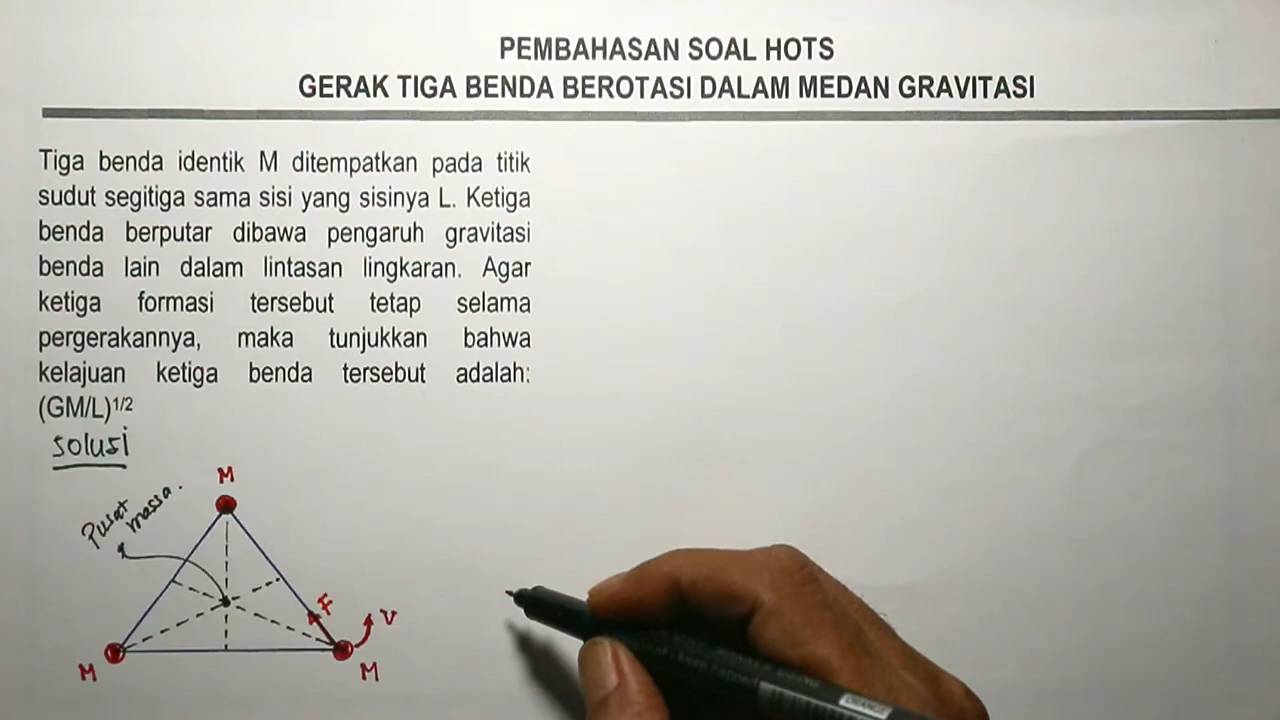 PEMBAHASAN SOAL HOTS
GERAK TIGA BENDA BEROTASI DALAM MEDAN GRAVITASI
Tiga benda identik M ditempatkan pada titik
sudut segitiga sama sisi yang sisinya L. Ketiga
benda berputar dibawa pengaruh gravitasi
benda lain dalam lintasan lingkaran. Agar
ketiga formasi tersebut tetap selama
pergerakannya, maka tunjukkan bahwa
kelajuan ketiga benda tersebut adalah:
(GM/L)¹/²
solusi
M
Pusat
massa.
F
V
M
M